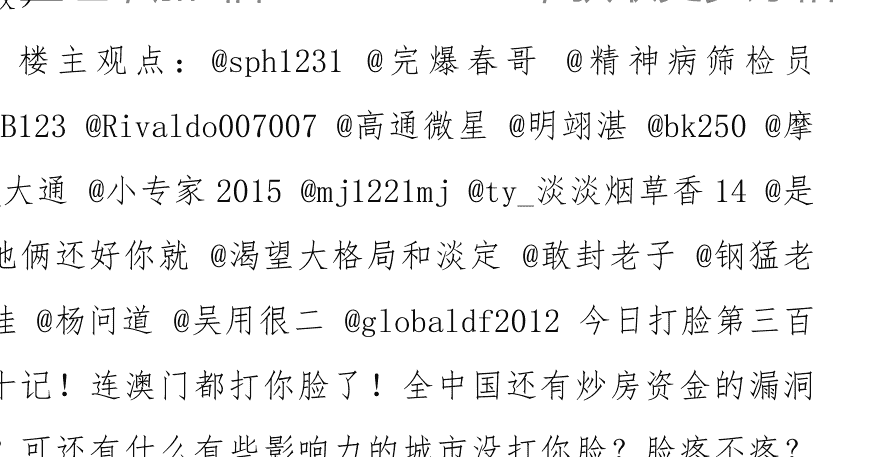 楼主观点：@sph1231 @完爆春哥 @精神病筛检员
B123 @Rivaldo007007 @高通微星 @明翊湛 @bk250 @摩
大通 @小专家 2015 @mj1221mj @ty_淡淡烟草香 14 @是
他俩还好你就 @渴望大格局和淡定 @敢封老子 @钢猛老
@杨问道 @吴用很二 @globaldf2012 今日打脸第三百
十记！连澳门都打你脸了！全中国还有炒房资金的漏洞
？可还有什么有些影响力的城市没打你脸？脸疼不疼？